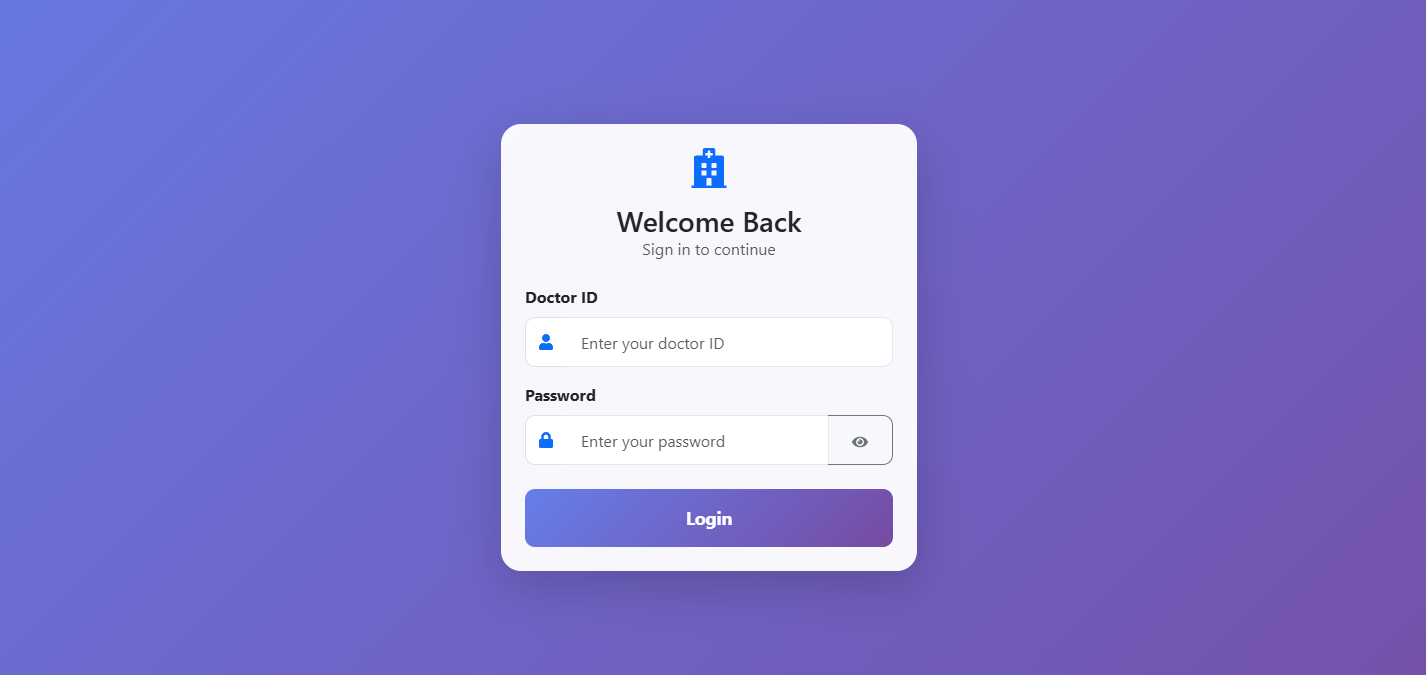 Welcome Back
Sign in to continue
Doctor ID
Enter your doctor ID
Password
Enter your password
Login